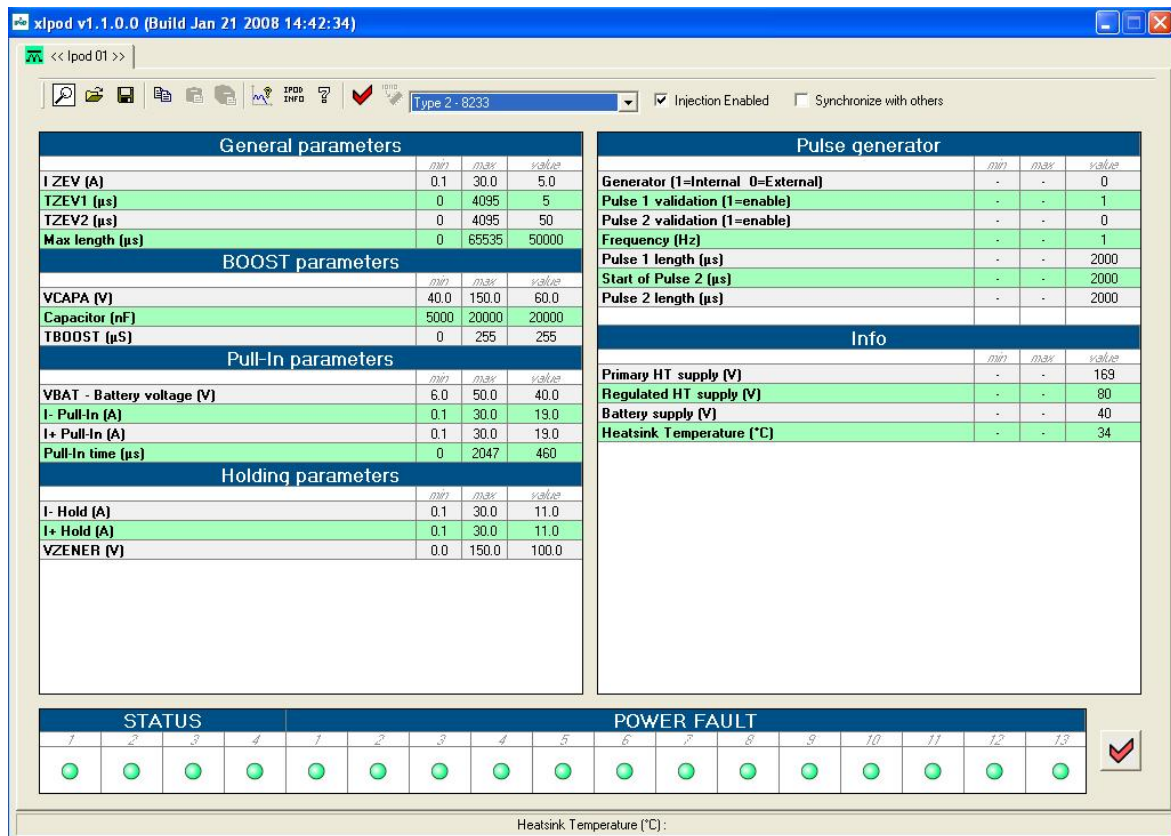 xIpod v1.1.0.0 (Build Jan 21 2008 14:42:34)
<< Ipod 01 >>
IPOD INFO Type 2 - 8233 Injection Enabled Synchronize with others
General parameters
min max value
I ZEV (A) 0.1 30.0 5.0
TZEV1 (µs) 0 4095 5
TZEV2 (µs) 0 4095 50
Max length (µs) 0 65535 50000
BOOST parameters
min max value
VCAPA (V) 40.0 150.0 60.0
Capacitor (nF) 5000 20000 20000
TBOOST (µS) 0 255 255
Pull-In parameters
min max value
VBAT - Battery voltage (V) 6.0 50.0 40.0
I- Pull-In (A) 0.1 30.0 19.0
I+ Pull-In (A) 0.1 30.0 19.0
Pull-In time (µs) 0 2047 460
Holding parameters
min max value
I- Hold (A) 0.1 30.0 11.0
I+ Hold (A) 0.1 30.0 11.0
VZENER (V) 0.0 150.0 100.0
Pulse generator
min max value
Generator (1=Internal 0=External) - - 0
Pulse 1 validation (1=enable) - - 1
Pulse 2 validation (1=enable) - - 0
Frequency (Hz) - - 1
Pulse 1 length (µs) - - 2000
Start of Pulse 2 (µs) - - 2000
Pulse 2 length (µs) - - 2000
Info
min max value
Primary HT supply (V) - - 169
Regulated HT supply (V) - - 80
Battery supply (V) - - 40
Heatsink Temperature (°C) - - 34
STATUS POWER FAULT
1 2 3 4 1 2 3 4 5 6 7 8 9 10 11 12 13
Heatsink Temperature (°C) :